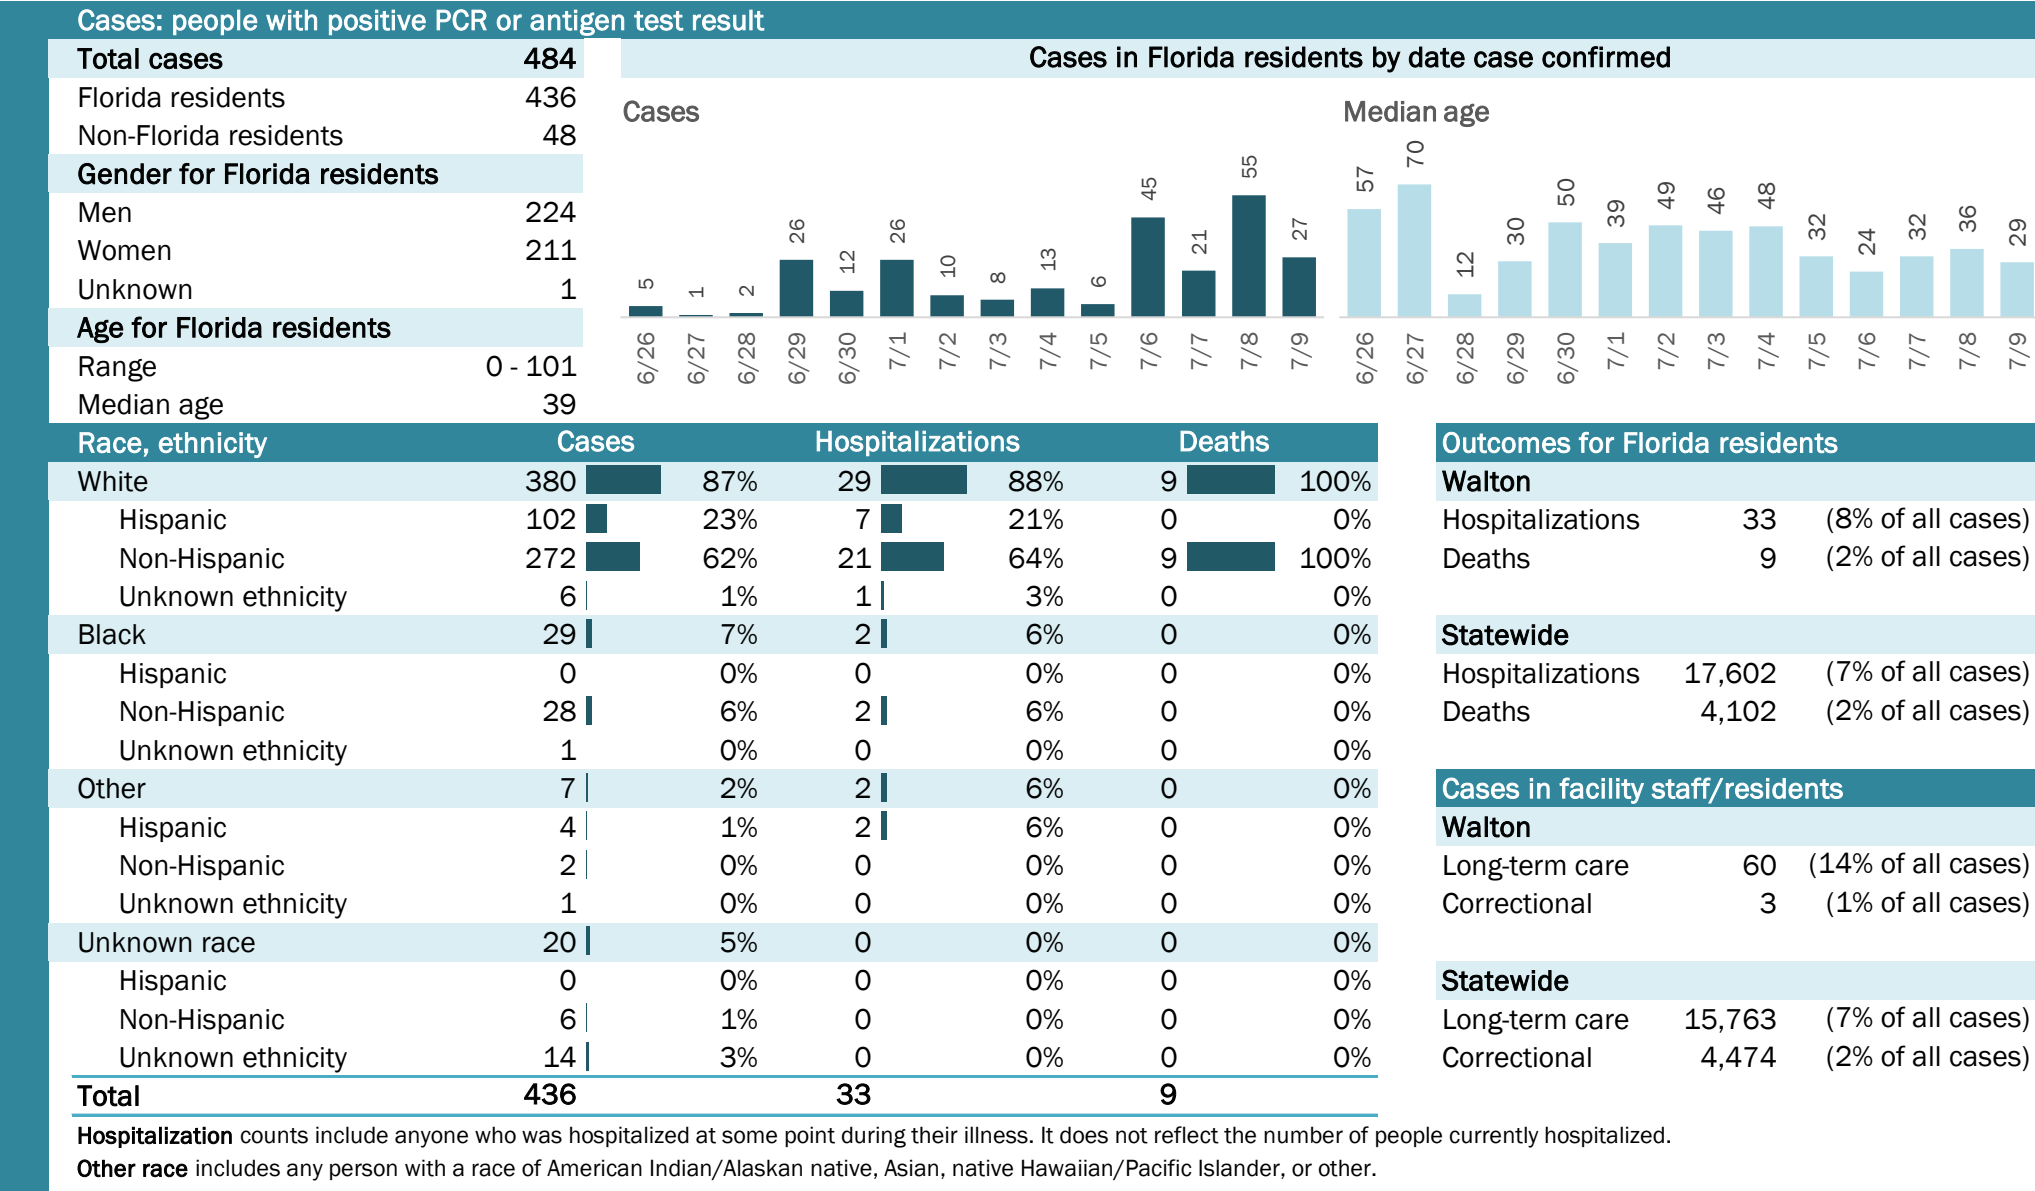 Cases: people with positive PCR or antigen test result
Total cases 484
Florida residents 436
Non-Florida residents 48
Gender for Florida residents
Men 224
Women 211
Unknown 1
Age for Florida residents
Range 0 - 101
Median age 39
Cases in Florida residents by date case confirmed
Cases
5 1 2 26 12 26 10 8 13 6 45 21 55 27
6/26 6/27 6/28 6/29 6/30 7/1 7/2 7/3 7/4 7/5 7/6 7/7 7/8 7/9
Median age
57 70 12 30 50 39 49 46 48 32 24 32 36 29
6/26 6/27 6/28 6/29 6/30 7/1 7/2 7/3 7/4 7/5 7/6 7/7 7/8 7/9
Race, ethnicity Cases Hospitalizations Deaths
White 380 87% 29 88% 9 100%
Hispanic 102 23% 7 21% 0 0%
Non-Hispanic 272 62% 21 64% 9 100%
Unknown ethnicity 6 1% 1 3% 0 0%
Black 29 7% 2 6% 0 0%
Hispanic 0 0% 0 0% 0 0%
Non-Hispanic 28 6% 2 6% 0 0%
Unknown ethnicity 1 0% 0 0% 0 0%
Other 7 2% 2 6% 0 0%
Hispanic 4 1% 2 6% 0 0%
Non-Hispanic 2 0% 0 0% 0 0%
Unknown ethnicity 1 0% 0 0% 0 0%
Unknown race 20 5% 0 0% 0 0%
Hispanic 0 0% 0 0% 0 0%
Non-Hispanic 6 1% 0 0% 0 0%
Unknown ethnicity 14 3% 0 0% 0 0%
Total 436 33 9
Outcomes for Florida residents
Walton
Hospitalizations 33 (8% of all cases)
Deaths 9 (2% of all cases)
Statewide
Hospitalizations 17,602 (7% of all cases)
Deaths 4,102 (2% of all cases)
Cases in facility staff/residents
Walton
Long-term care 60 (14% of all cases)
Correctional 3 (1% of all cases)
Statewide
Long-term care 15,763 (7% of all cases)
Correctional 4,474 (2% of all cases)
Hospitalization counts include anyone who was hospitalized at some point during their illness. It does not reflect the number of people currently hospitalized.
Other race includes any person with a race of American Indian/Alaskan native, Asian, native Hawaiian/Pacific Islander, or other.